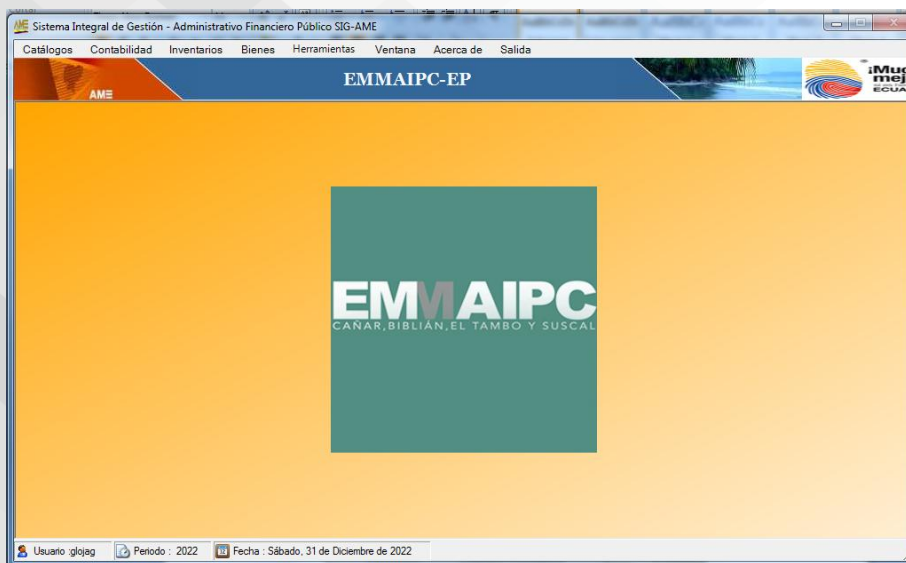 Sistema Integral de Gestión - Administrativo Financiero Público SIG-AME
Catálogos Contabilidad Inventarios Bienes Herramientas Ventana Acerca de Salida
AME
EMMAIPC-EP
EMMAIPC
CAÑAR,BIBLIÁN,EL TAMBO Y SUSCAL
Usuario :glojag Periodo : 2022 Fecha : Sábado, 31 de Diciembre de 2022